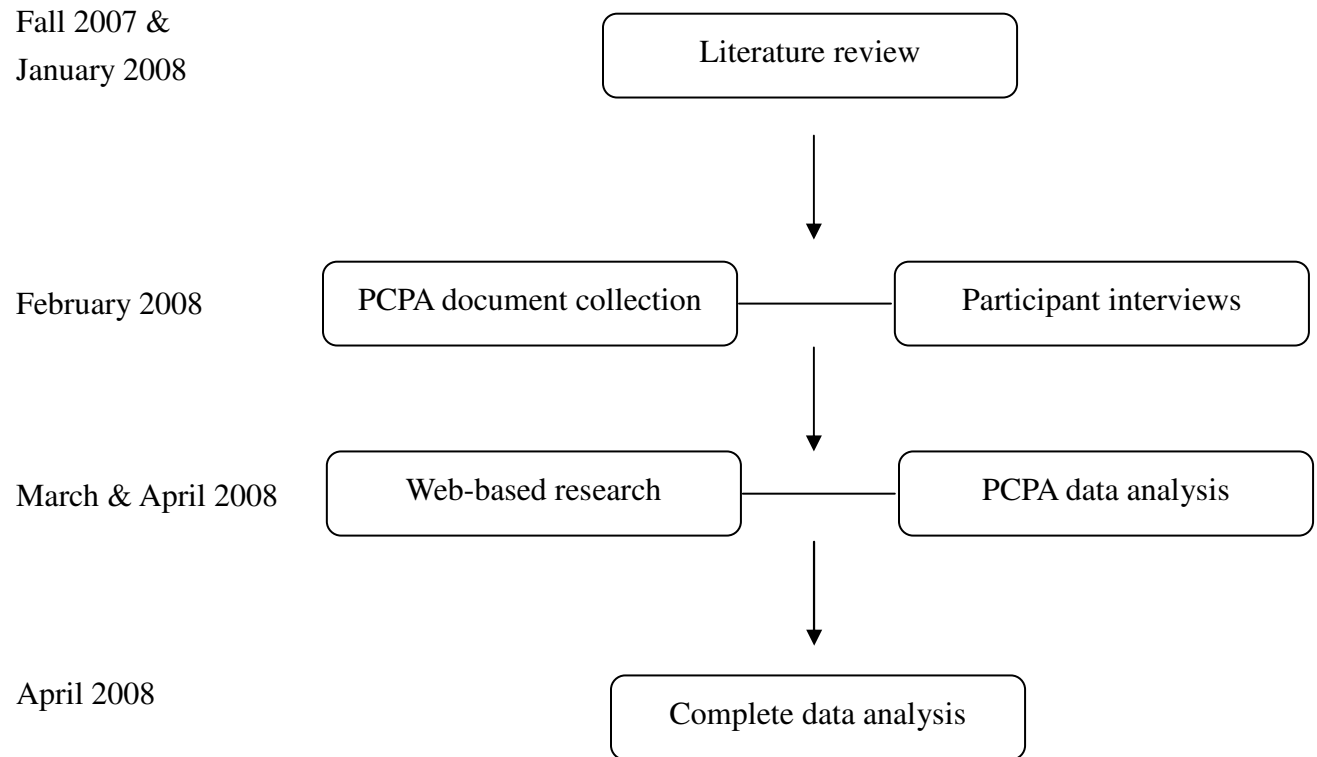 Fall 2007 &
January 2008
Literature review
February 2008
PCPA document collection
Participant interviews
March & April 2008
Web-based research
PCPA data analysis
April 2008
Complete data analysis